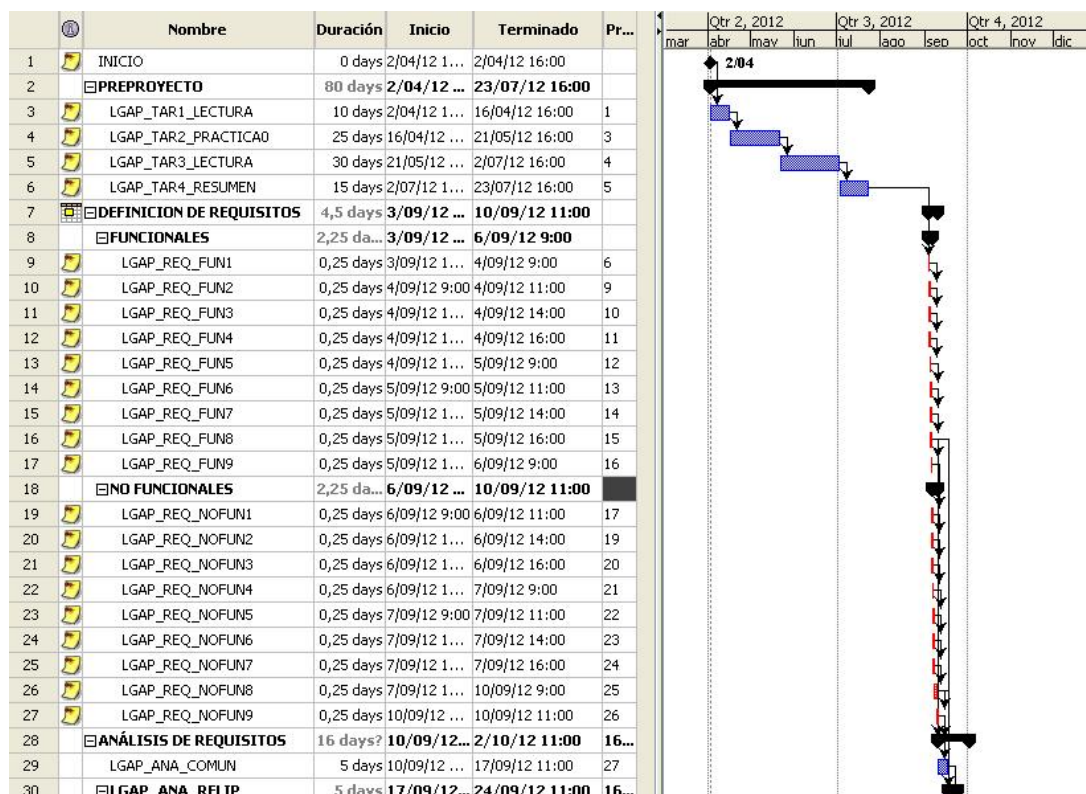 Nombre Duración Inicio Terminado Pr...
Qtr 2, 2012 Qtr 3, 2012 Qtr 4, 2012
mar abr may jun jul ago sep oct nov dic
1 INICIO 0 days 2/04/12 1... 2/04/12 16:00
2/04
2 PREPROYECTO 80 days 2/04/12 ... 23/07/12 16:00
3 LGAP_TAR1_LECTURA 10 days 2/04/12 1... 16/04/12 16:00 1
4 LGAP_TAR2_PRACTICA0 25 days 16/04/12 ... 21/05/12 16:00 3
5 LGAP_TAR3_LECTURA 30 days 21/05/12 ... 2/07/12 16:00 4
6 LGAP_TAR4_RESUMEN 15 days 2/07/12 1... 23/07/12 16:00 5
7 DEFINICION DE REQUISITOS 4,5 days 3/09/12 ... 10/09/12 11:00
8 FUNCIONALES 2,25 da... 3/09/12 ... 6/09/12 9:00
9 LGAP_REQ_FUN1 0,25 days 3/09/12 1... 4/09/12 9:00 6
10 LGAP_REQ_FUN2 0,25 days 4/09/12 9:00 4/09/12 11:00 9
11 LGAP_REQ_FUN3 0,25 days 4/09/12 1... 4/09/12 14:00 10
12 LGAP_REQ_FUN4 0,25 days 4/09/12 1... 4/09/12 16:00 11
13 LGAP_REQ_FUN5 0,25 days 4/09/12 1... 5/09/12 9:00 12
14 LGAP_REQ_FUN6 0,25 days 5/09/12 9:00 5/09/12 11:00 13
15 LGAP_REQ_FUN7 0,25 days 5/09/12 1... 5/09/12 14:00 14
16 LGAP_REQ_FUN8 0,25 days 5/09/12 1... 5/09/12 16:00 15
17 LGAP_REQ_FUN9 0,25 days 5/09/12 1... 6/09/12 9:00 16
18 NO FUNCIONALES 2,25 da... 6/09/12 ... 10/09/12 11:00
19 LGAP_REQ_NOFUN1 0,25 days 6/09/12 9:00 6/09/12 11:00 17
20 LGAP_REQ_NOFUN2 0,25 days 6/09/12 1... 6/09/12 14:00 19
21 LGAP_REQ_NOFUN3 0,25 days 6/09/12 1... 6/09/12 16:00 20
22 LGAP_REQ_NOFUN4 0,25 days 6/09/12 1... 7/09/12 9:00 21
23 LGAP_REQ_NOFUN5 0,25 days 7/09/12 9:00 7/09/12 11:00 22
24 LGAP_REQ_NOFUN6 0,25 days 7/09/12 1... 7/09/12 14:00 23
25 LGAP_REQ_NOFUN7 0,25 days 7/09/12 1... 7/09/12 16:00 24
26 LGAP_REQ_NOFUN8 0,25 days 7/09/12 1... 10/09/12 9:00 25
27 LGAP_REQ_NOFUN9 0,25 days 10/09/12 ... 10/09/12 11:00 26
28 ANÁLISIS DE REQUISITOS 16 days? 10/09/12... 2/10/12 11:00 16...
29 LGAP_ANA_COMUN 5 days 10/09/12 ... 17/09/12 11:00 27
30 LGAP_ANA_RELIP 5 days 17/09/12... 24/09/12 11:00 16...